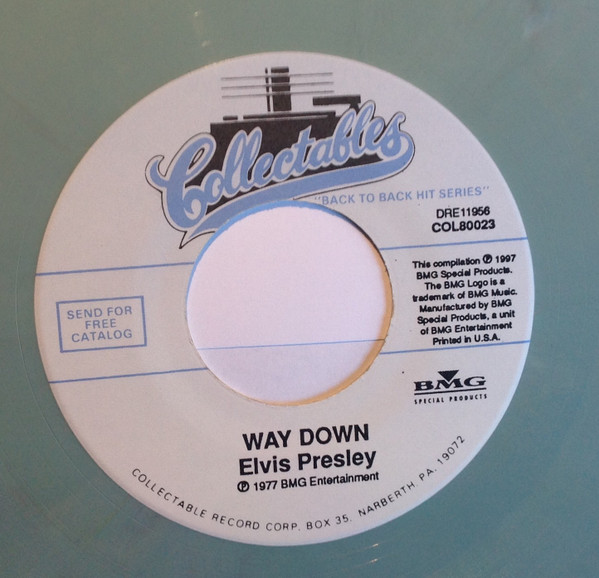 Collectables
"BACK TO BACK HIT SERIES"
DRE11956
COL80023
This compilation ℗ 1997
BMG Special Products.
The BMG Logo is a
trademark of BMG Music.
Manufactured by BMG
Special Products, a unit
of BMG Entertainment
Printed in U.S.A.
SEND FOR
FREE
CATALOG
BMG
SPECIAL PRODUCTS
WAY DOWN
Elvis Presley
℗ 1977 BMG Entertainment
COLLECTABLE RECORD CORP. BOX 35, NARBERTH, PA. 19072